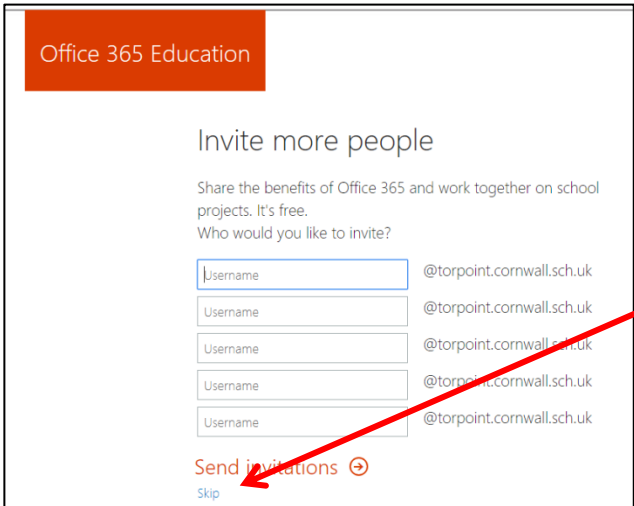 Office 365 Education
Invite more people
Share the benefits of Office 365 and work together on school
projects. It's free.
Who would you like to invite?
Username @torpoint.cornwall.sch.uk
Username @torpoint.cornwall.sch.uk
Username @torpoint.cornwall.sch.uk
Username @torpoint.cornwall.sch.uk
Username @torpoint.cornwall.sch.uk
Send invitations
Skip